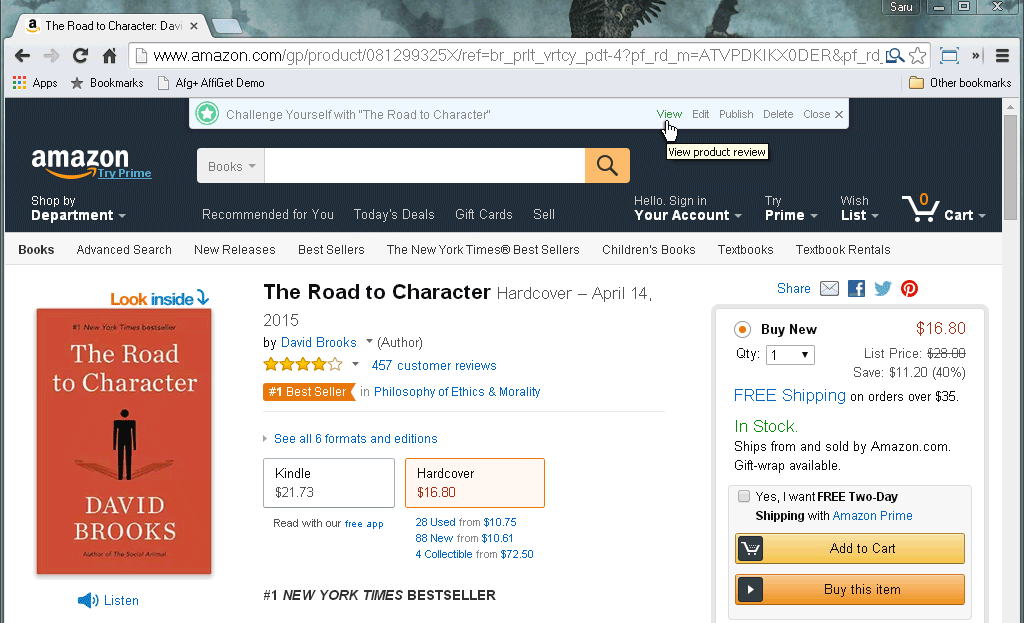 Saru
The Road to Character: Davi
www.amazon.com/gp/product/081299325X/ref=br_prlt_vrtcy_pdt-4?pf_rd_m=ATVPDKIKX0DER&pf_rd_
Apps Bookmarks Afg+ AffiGet Demo Other bookmarks
Challenge Yourself with "The Road to Character" View Edit Publish Delete Close
View product review
amazon
Try Prime
Books
Shop by
Department
Recommended for You Today's Deals Gift Cards Sell
Hello. Sign in
Your Account
Try
Prime
Wish
List
0
Cart
Books Advanced Search New Releases Best Sellers The New York Times® Best Sellers Children's Books Textbooks Textbook Rentals
Look inside
#1 New York Times bestseller
The Road
to Character
DAVID
BROOKS
Author of The Social Animal
Listen
The Road to Character Hardcover – April 14,
2015
by David Brooks (Author)
457 customer reviews
#1 Best Seller in Philosophy of Ethics & Morality
See all 6 formats and editions
Kindle
$21.73
Read with our free app
Hardcover
$16.80
28 Used from $10.75
88 New from $10.61
4 Collectible from $72.50
#1 NEW YORK TIMES BESTSELLER
Share
Buy New $16.80
Qty: 1 List Price: $28.00
Save: $11.20 (40%)
FREE Shipping on orders over $35.
In Stock.
Ships from and sold by Amazon.com.
Gift-wrap available.
Yes, I want FREE Two-Day
Shipping with Amazon Prime
Add to Cart
Buy this item